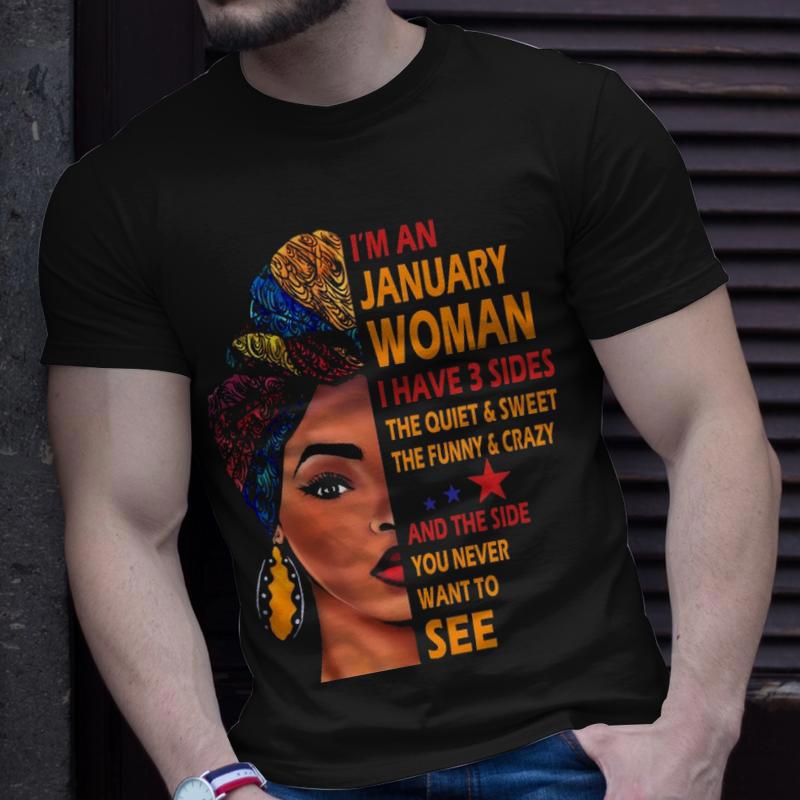 I'M AN
JANUARY
WOMAN
I HAVE 3 SIDES
THE QUIET & SWEET
THE FUNNY & CRAZY
AND THE SIDE
YOU NEVER
WANT TO
SEE